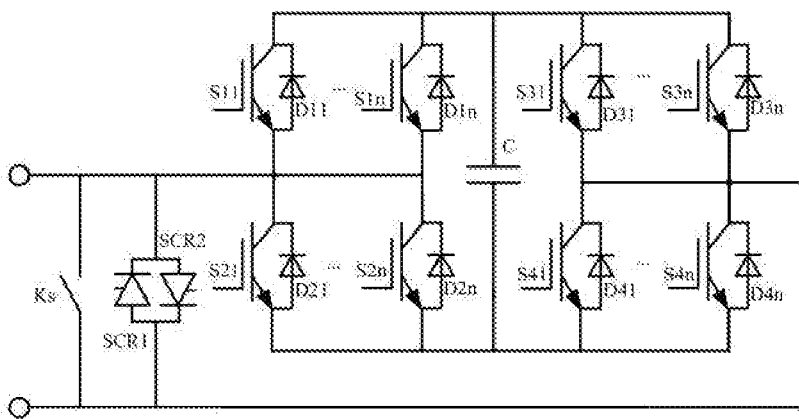 S11
D11
...
S1n
D1n
S31
D31
...
S3n
D3n
C
SCR2
S21
D21
...
S2n
D2n
S41
D41
...
S4n
D4n
Ks
SCR1